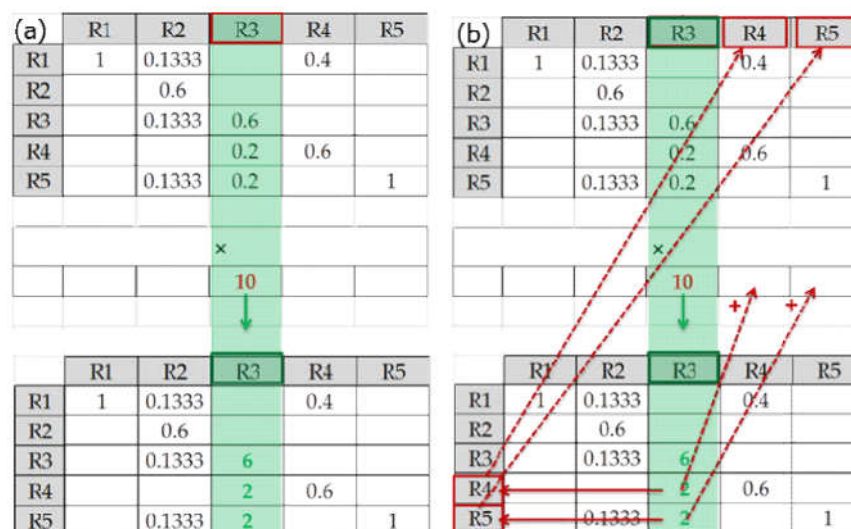 (a) R1 R2 R3 R4 R5
R1 1 0.1333 0.4
R2 0.6
R3 0.1333 0.6
R4 0.2 0.6
R5 0.1333 0.2 1
×
10
R1 R2 R3 R4 R5
R1 1 0.1333 0.4
R2 0.6
R3 0.1333 6
R4 2 0.6
R5 0.1333 2 1
(b) R1 R2 R3 R4 R5
R1 1 0.1333 0.4
R2 0.6
R3 0.1333 0.6
R4 0.2 0.6
R5 0.1333 0.2 1
×
10
+ +
R1 R2 R3 R4 R5
R1 1 0.1333 0.4
R2 0.6
R3 0.1333 6
R4 2 0.6
R5 0.1333 2 1